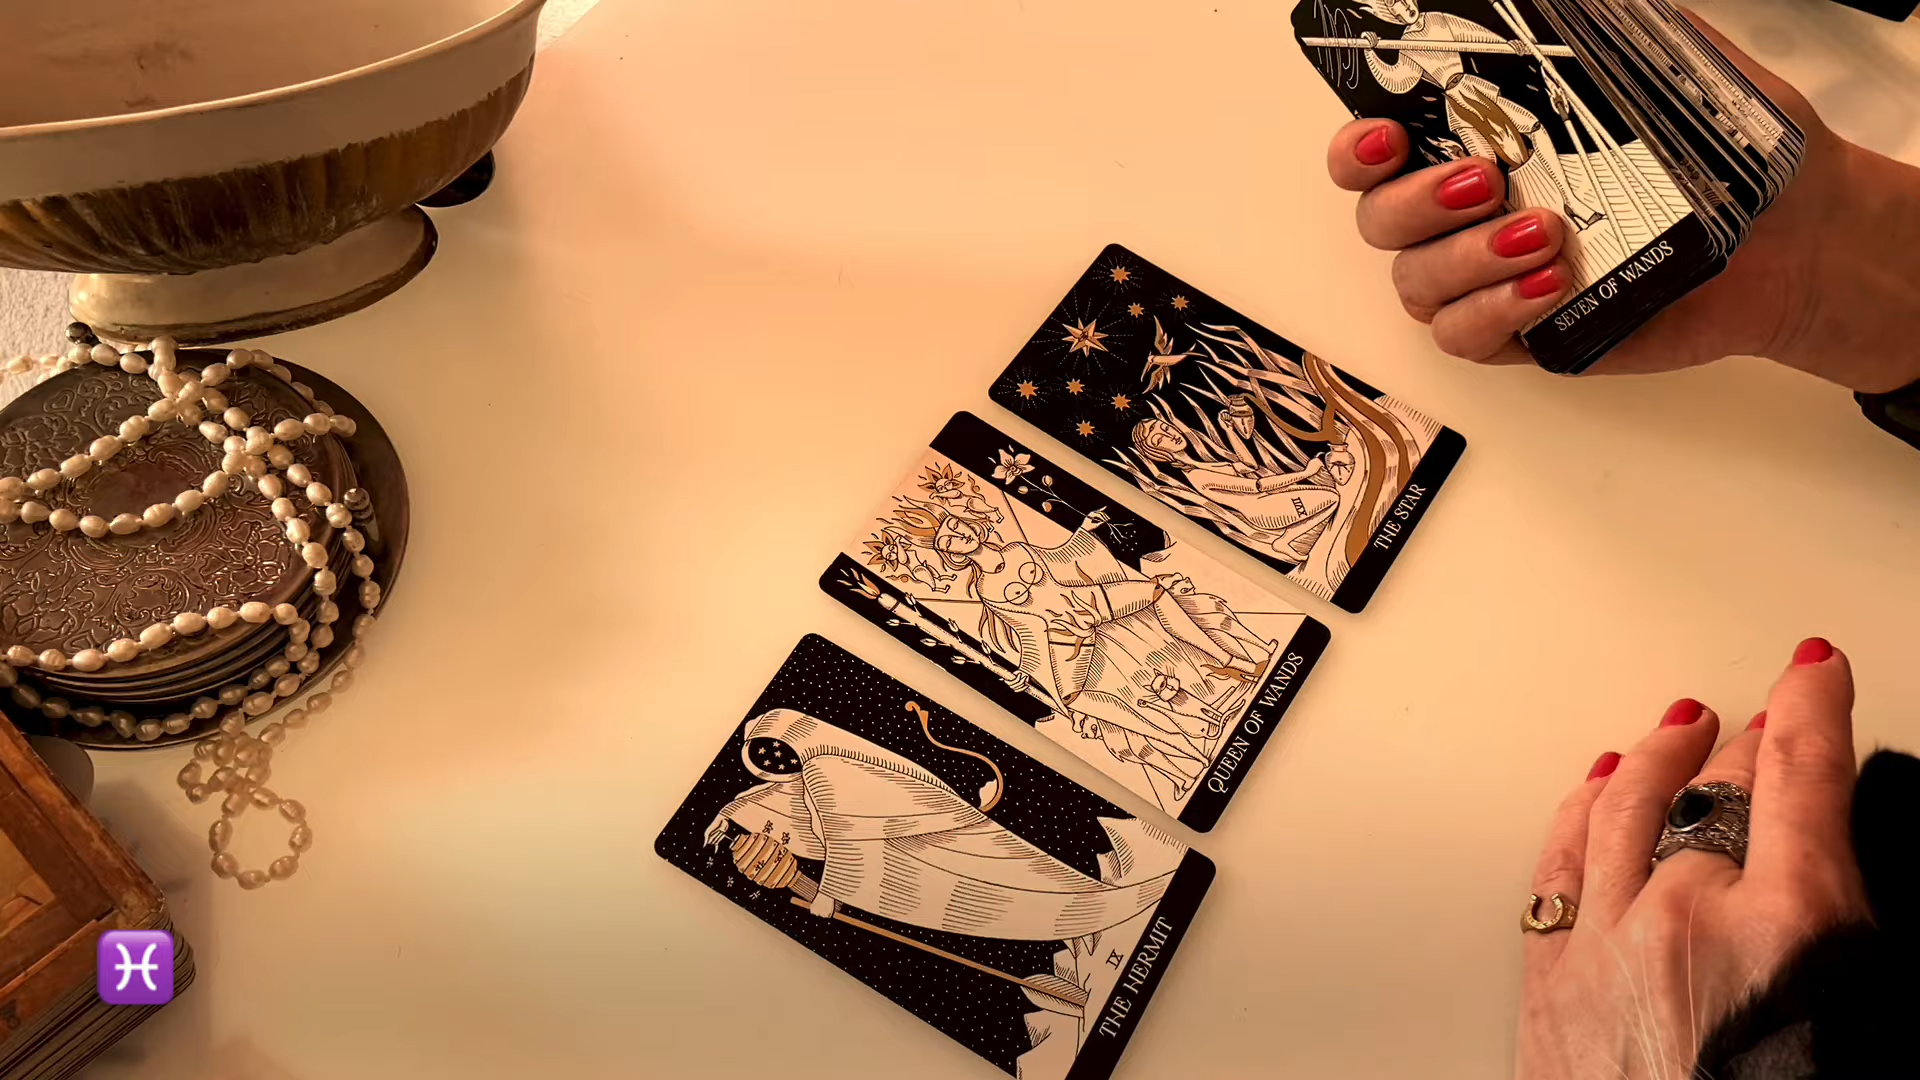 SEVEN OF WANDS
XVII
THE STAR
QUEEN OF WANDS
IX
THE HERMIT